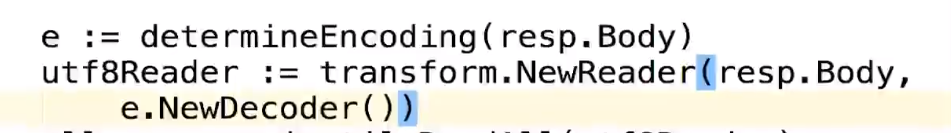 e := determineEncoding(resp.Body)
utf8Reader := transform.NewReader(resp.Body,
e.NewDecoder())